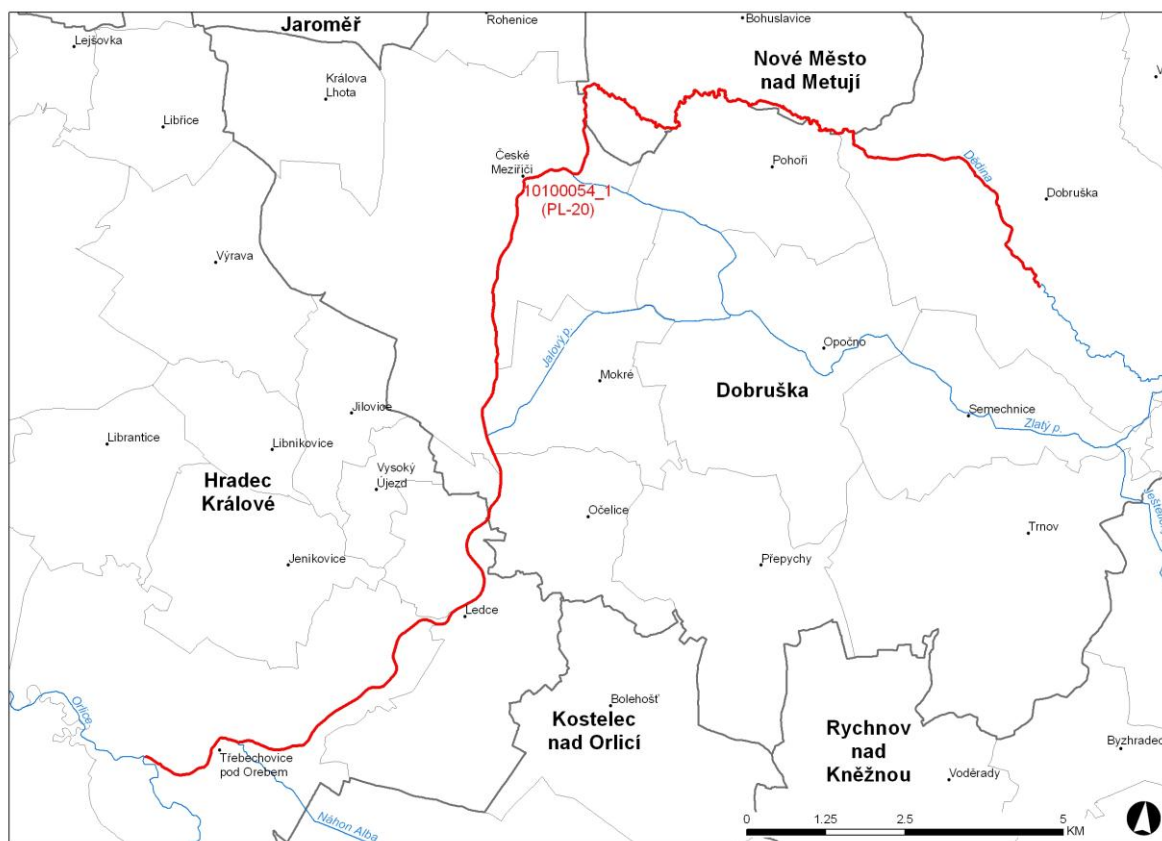 Jaroměř
Rohenice
Bohuslavice
Lejšovka
Králova
Lhota
Nové Město
nad Metují
Libřice
České
Meziříčí
Pohoří
Dědina
Dobruška
10100054_1
(PL-20)
Výrava
Jalový p.
Opočno
Mokré
Dobruška
Jílovice
Semechnice
Zlatý p.
Librantice
Libníkovice
Vysoký
Újezd
Hradec
Králové
Očelice
Trnov
Jeníkovice
Přepychy
Ledce
Orlice
Bolehošť
Kostelec
nad Orlicí
Rychnov
nad
Kněžnou
Byzhradec
Třebechovice
pod Orebem
Voděrady
Náhon Alba
0 1.25 2.5 5
KM